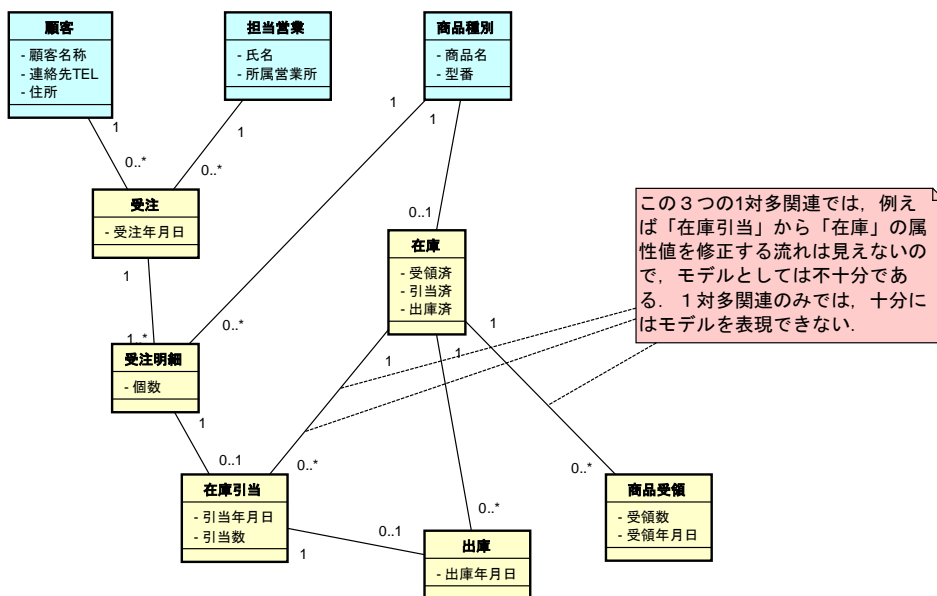 顧客
- 顧客名称
- 連絡先TEL
- 住所
担当営業
- 氏名
- 所属営業所
商品種別
- 商品名
- 型番
1
1
1
1
0..*
0..*
受注
- 受注年月日
0..1
この３つの1対多関連では，例え
ば「在庫引当」から「在庫」の属
性値を修正する流れは見えないの
で，モデルとしては不十分であ
る．１対多関連のみでは，十分に
はモデルを表現できない.
在庫
- 受領済
- 引当済
- 出庫済
1
1..*
0..*
1
1
1
受注明細
- 個数
1
0..1
0..*
0..*
在庫引当
- 引当年月日
- 引当数
商品受領
- 受領数
- 受領年月日
0..*
1
0..1
出庫
- 出庫年月日